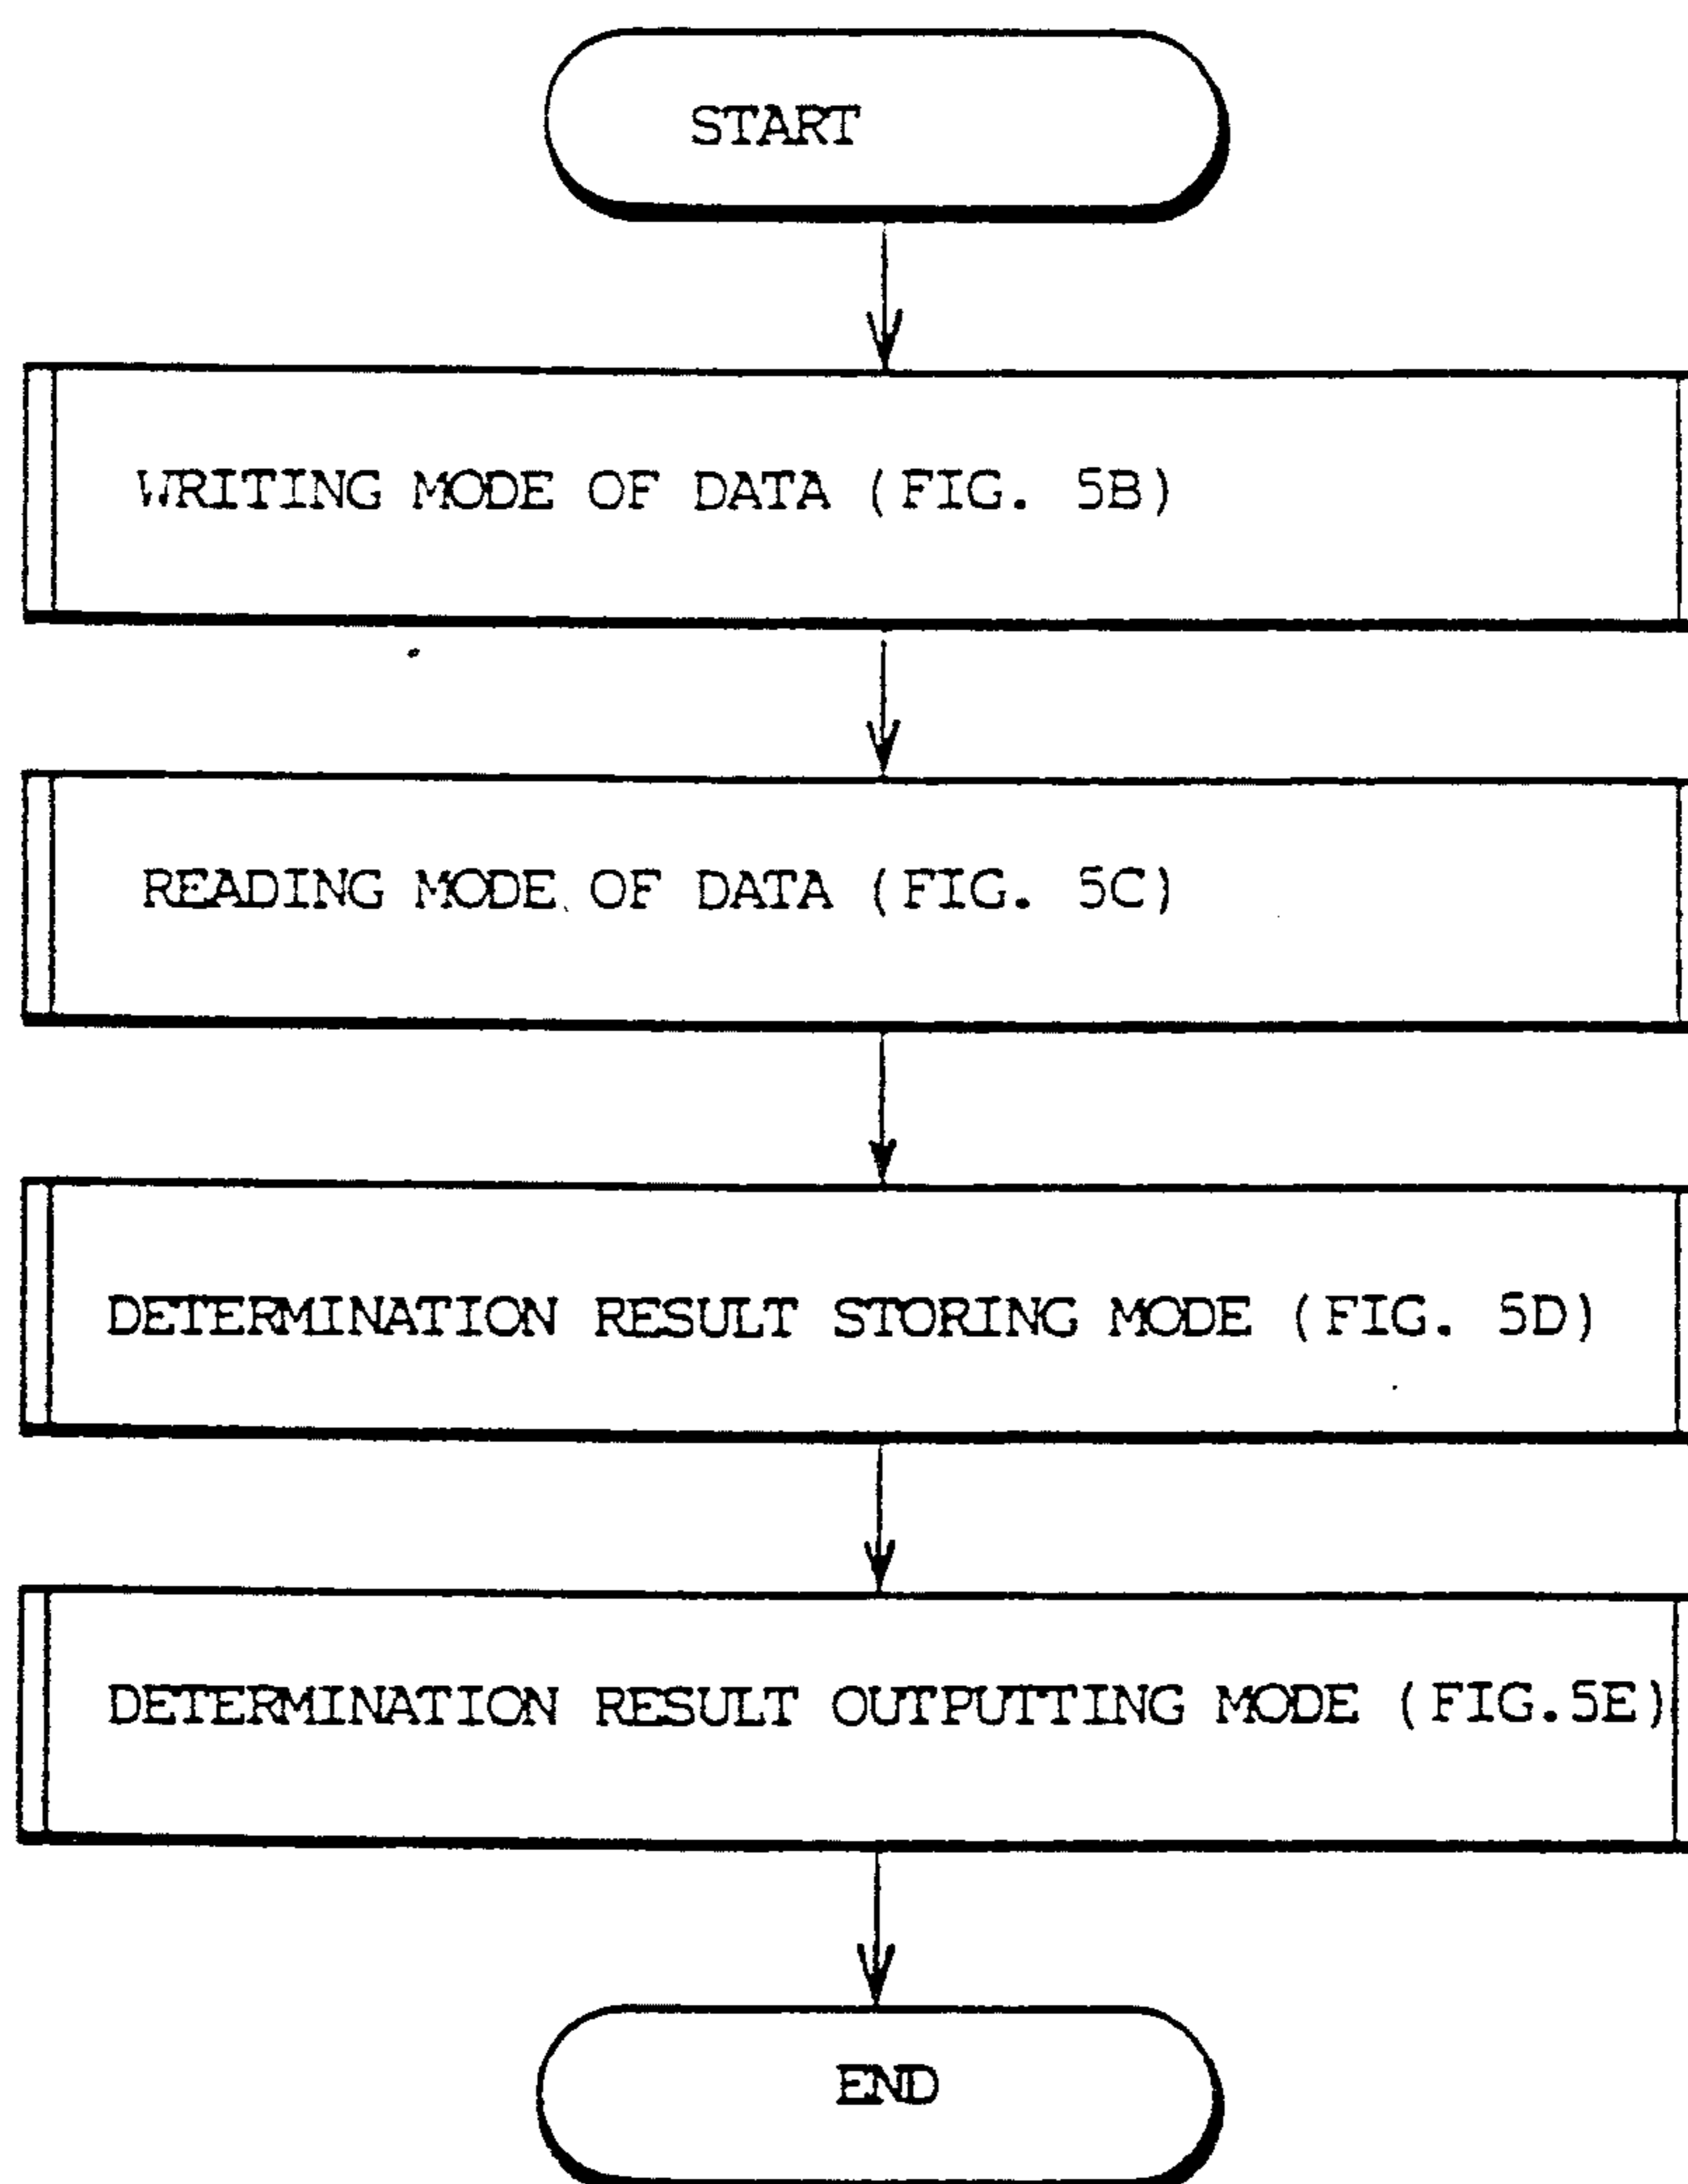 START
WRITING MODE OF DATA (FIG. 5B)
READING MODE OF DATA (FIG. 5C)
DETERMINATION RESULT STORING MODE (FIG. 5D)
DETERMINATION RESULT OUTPUTTING MODE (FIG.5E)
END